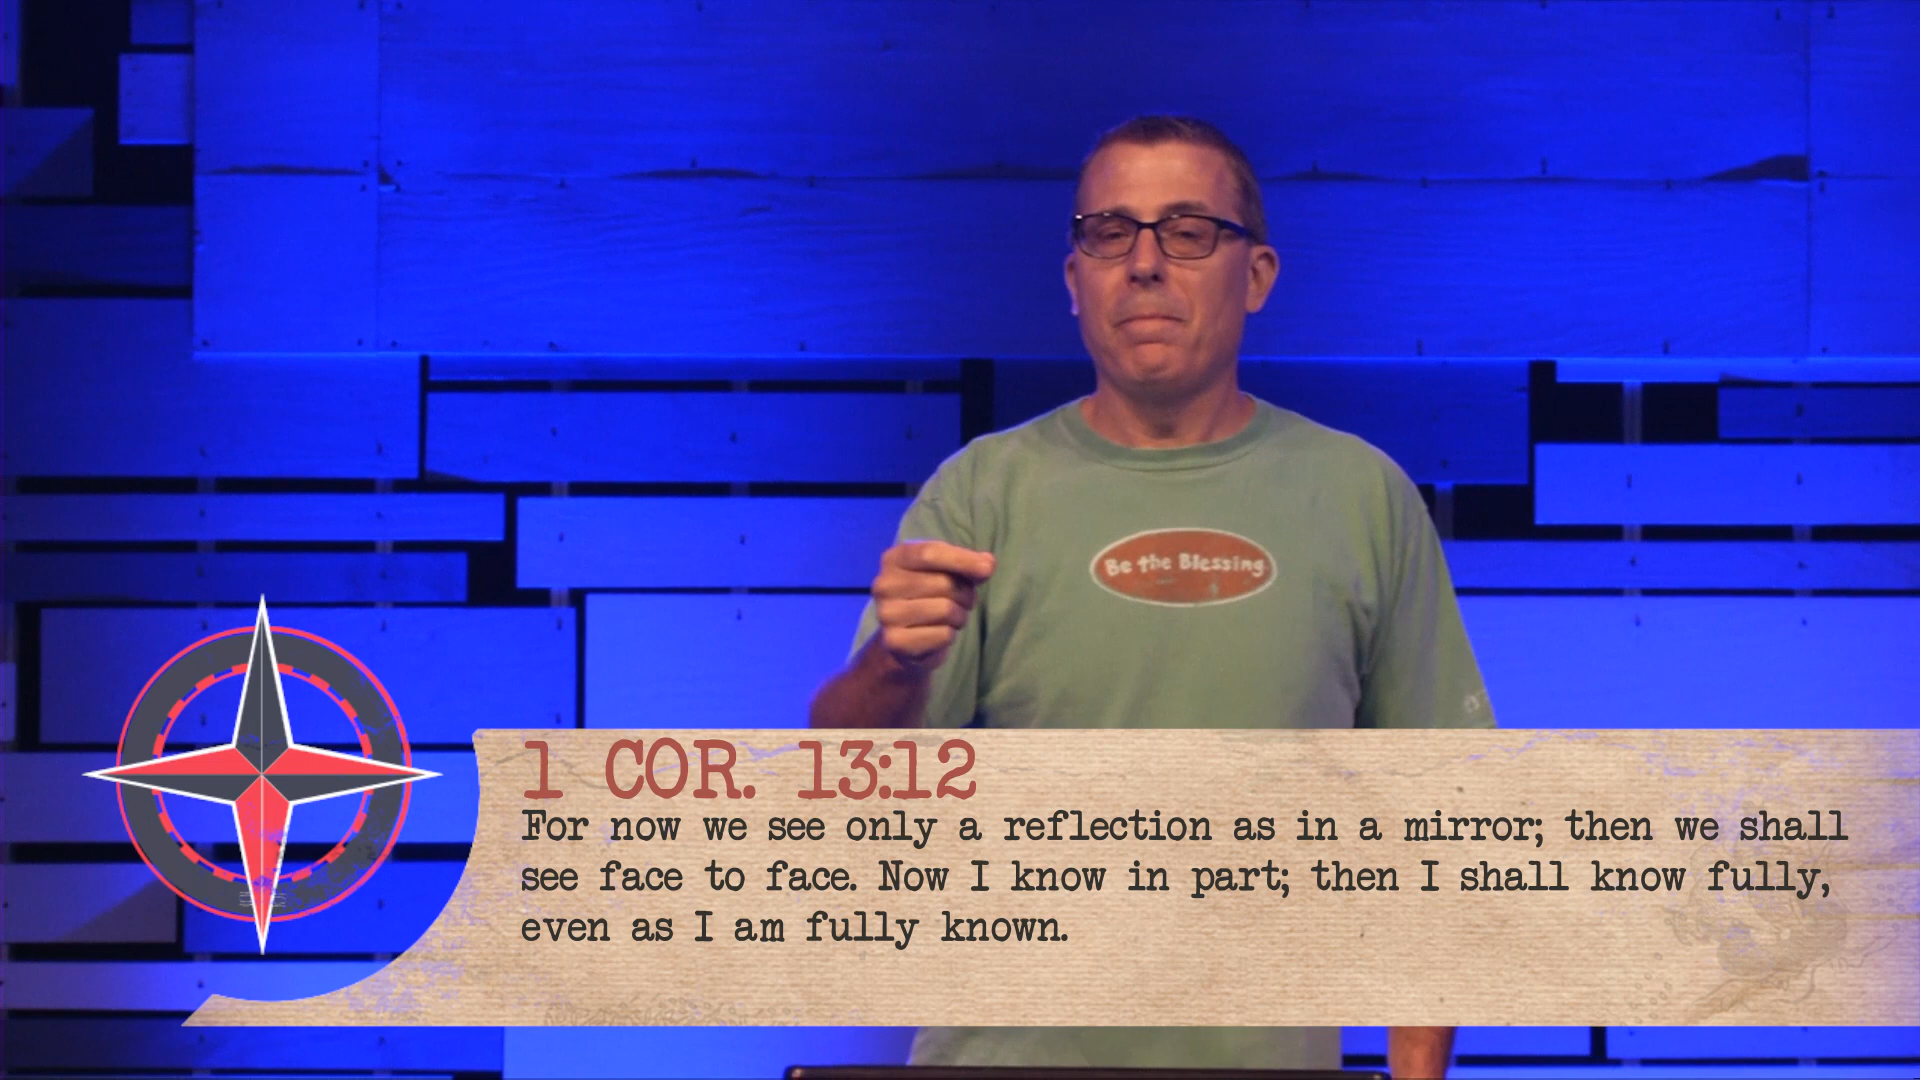 Be the Blessing
1 COR. 13:12
For now we see only a reflection as in a mirror; then we shall
see face to face. Now I know in part; then I shall know fully,
even as I am fully known.